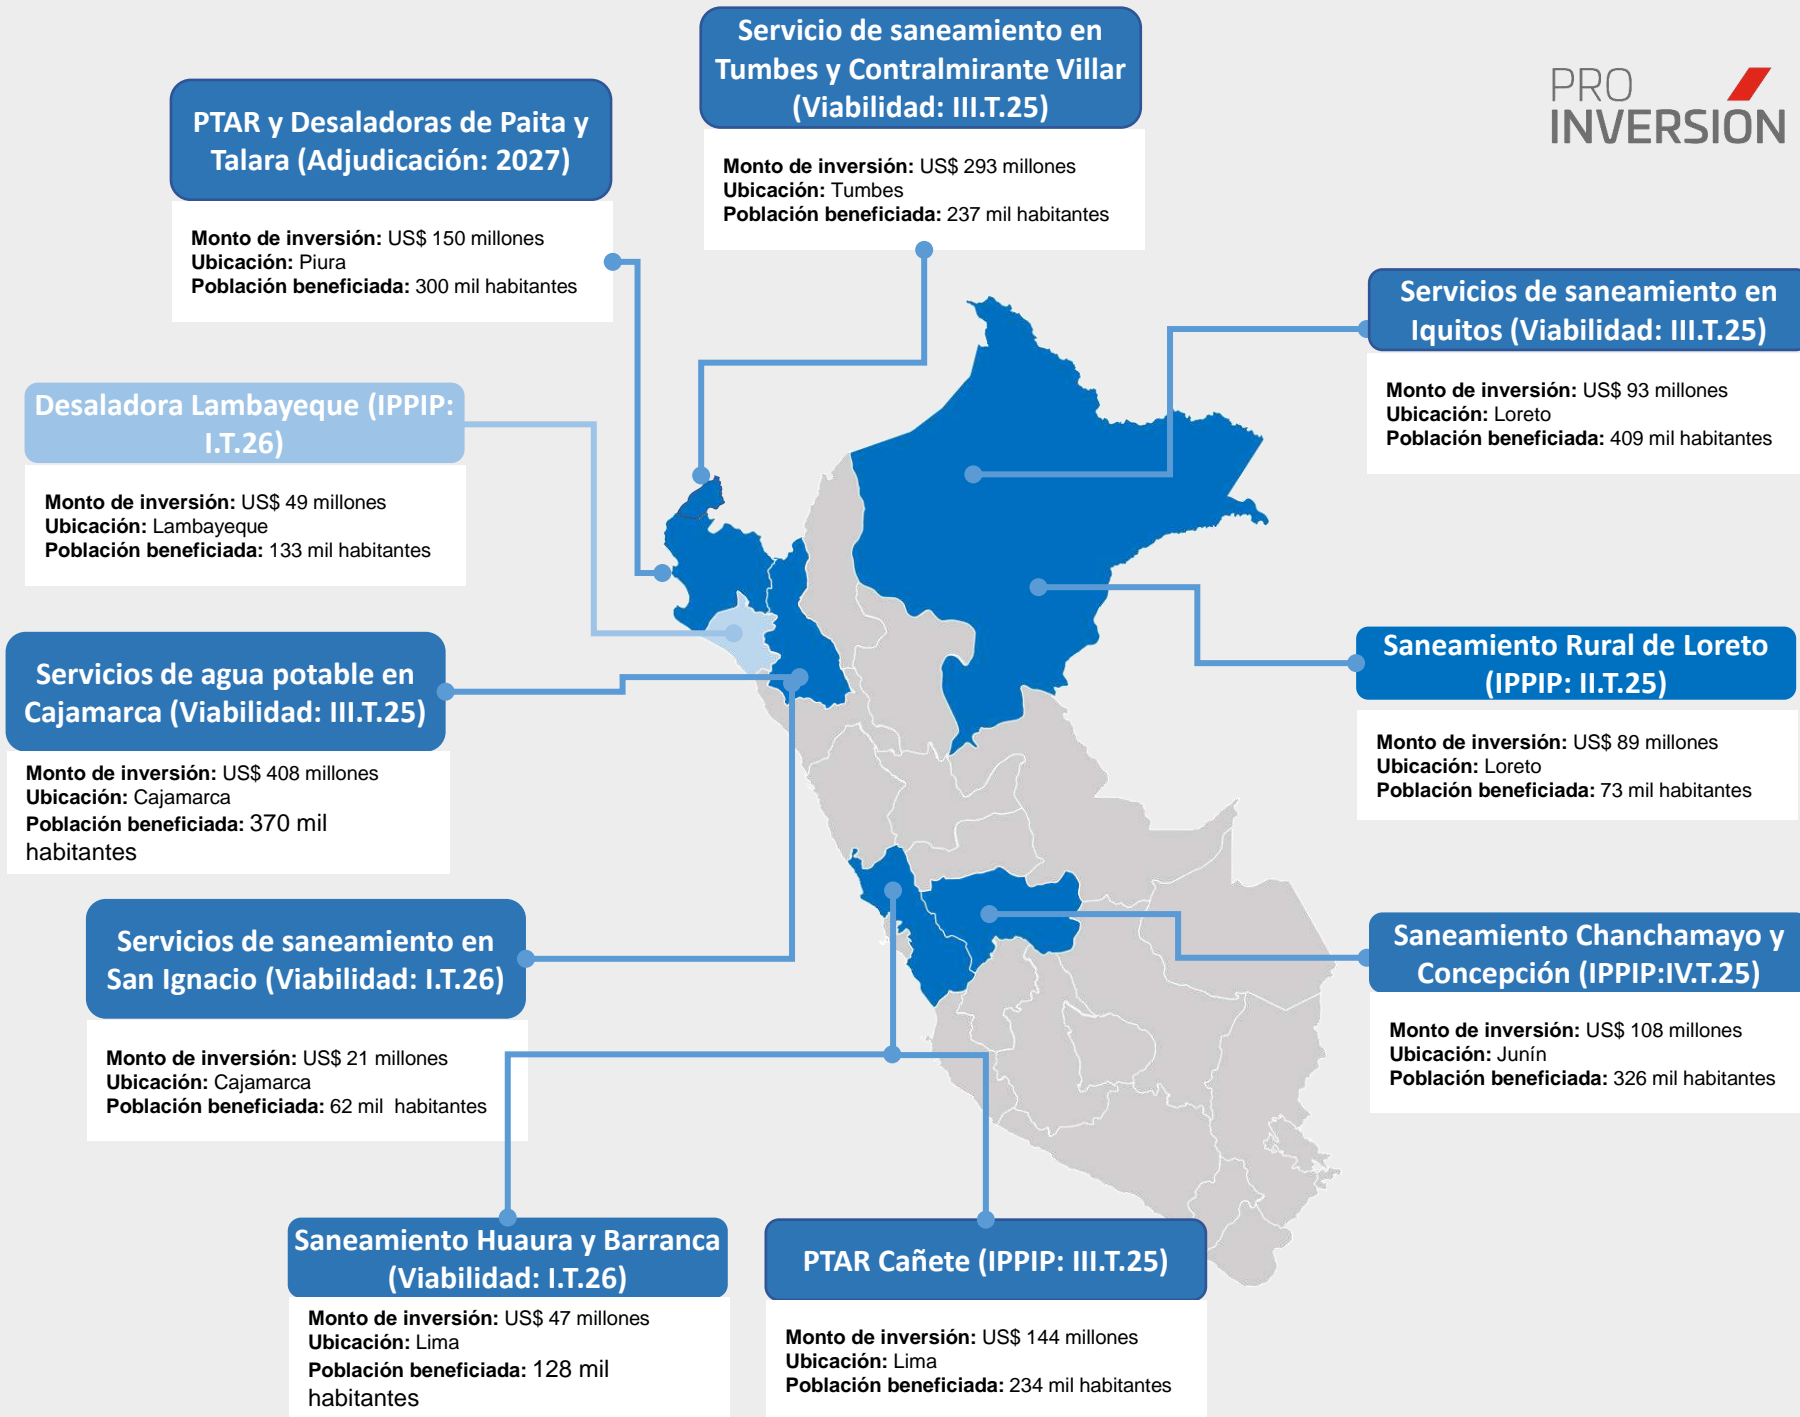 Servicio de saneamiento en
Tumbes y Contralmirante Villar
(Viabilidad: III.T.25)
Monto de inversión: US$ 293 millones
Ubicación: Tumbes
Población beneficiada: 237 mil habitantes
PRO
INVERSIÓN
PTAR y Desaladoras de Paita y
Talara (Adjudicación: 2027)
Monto de inversión: US$ 150 millones
Ubicación: Piura
Población beneficiada: 300 mil habitantes
Servicios de saneamiento en
Iquitos (Viabilidad: III.T.25)
Monto de inversión: US$ 93 millones
Ubicación: Loreto
Población beneficiada: 409 mil habitantes
Desaladora Lambayeque (IPPIP:
I.T.26)
Monto de inversión: US$ 49 millones
Ubicación: Lambayeque
Población beneficiada: 133 mil habitantes
Servicios de agua potable en
Cajamarca (Viabilidad: III.T.25)
Monto de inversión: US$ 408 millones
Ubicación: Cajamarca
Población beneficiada: 370 mil
habitantes
Saneamiento Rural de Loreto
(IPPIP: II.T.25)
Monto de inversión: US$ 89 millones
Ubicación: Loreto
Población beneficiada: 73 mil habitantes
Servicios de saneamiento en
San Ignacio (Viabilidad: I.T.26)
Monto de inversión: US$ 21 millones
Ubicación: Cajamarca
Población beneficiada: 62 mil  habitantes
Saneamiento Chanchamayo y
Concepción (IPPIP:IV.T.25)
Monto de inversión: US$ 108 millones
Ubicación: Junín
Población beneficiada: 326 mil habitantes
Saneamiento Huaura y Barranca
(Viabilidad: I.T.26)
Monto de inversión: US$ 47 millones
Ubicación: Lima
Población beneficiada: 128 mil
habitantes
PTAR Cañete (IPPIP: III.T.25)
Monto de inversión: US$ 144 millones
Ubicación: Lima
Población beneficiada: 234 mil habitantes